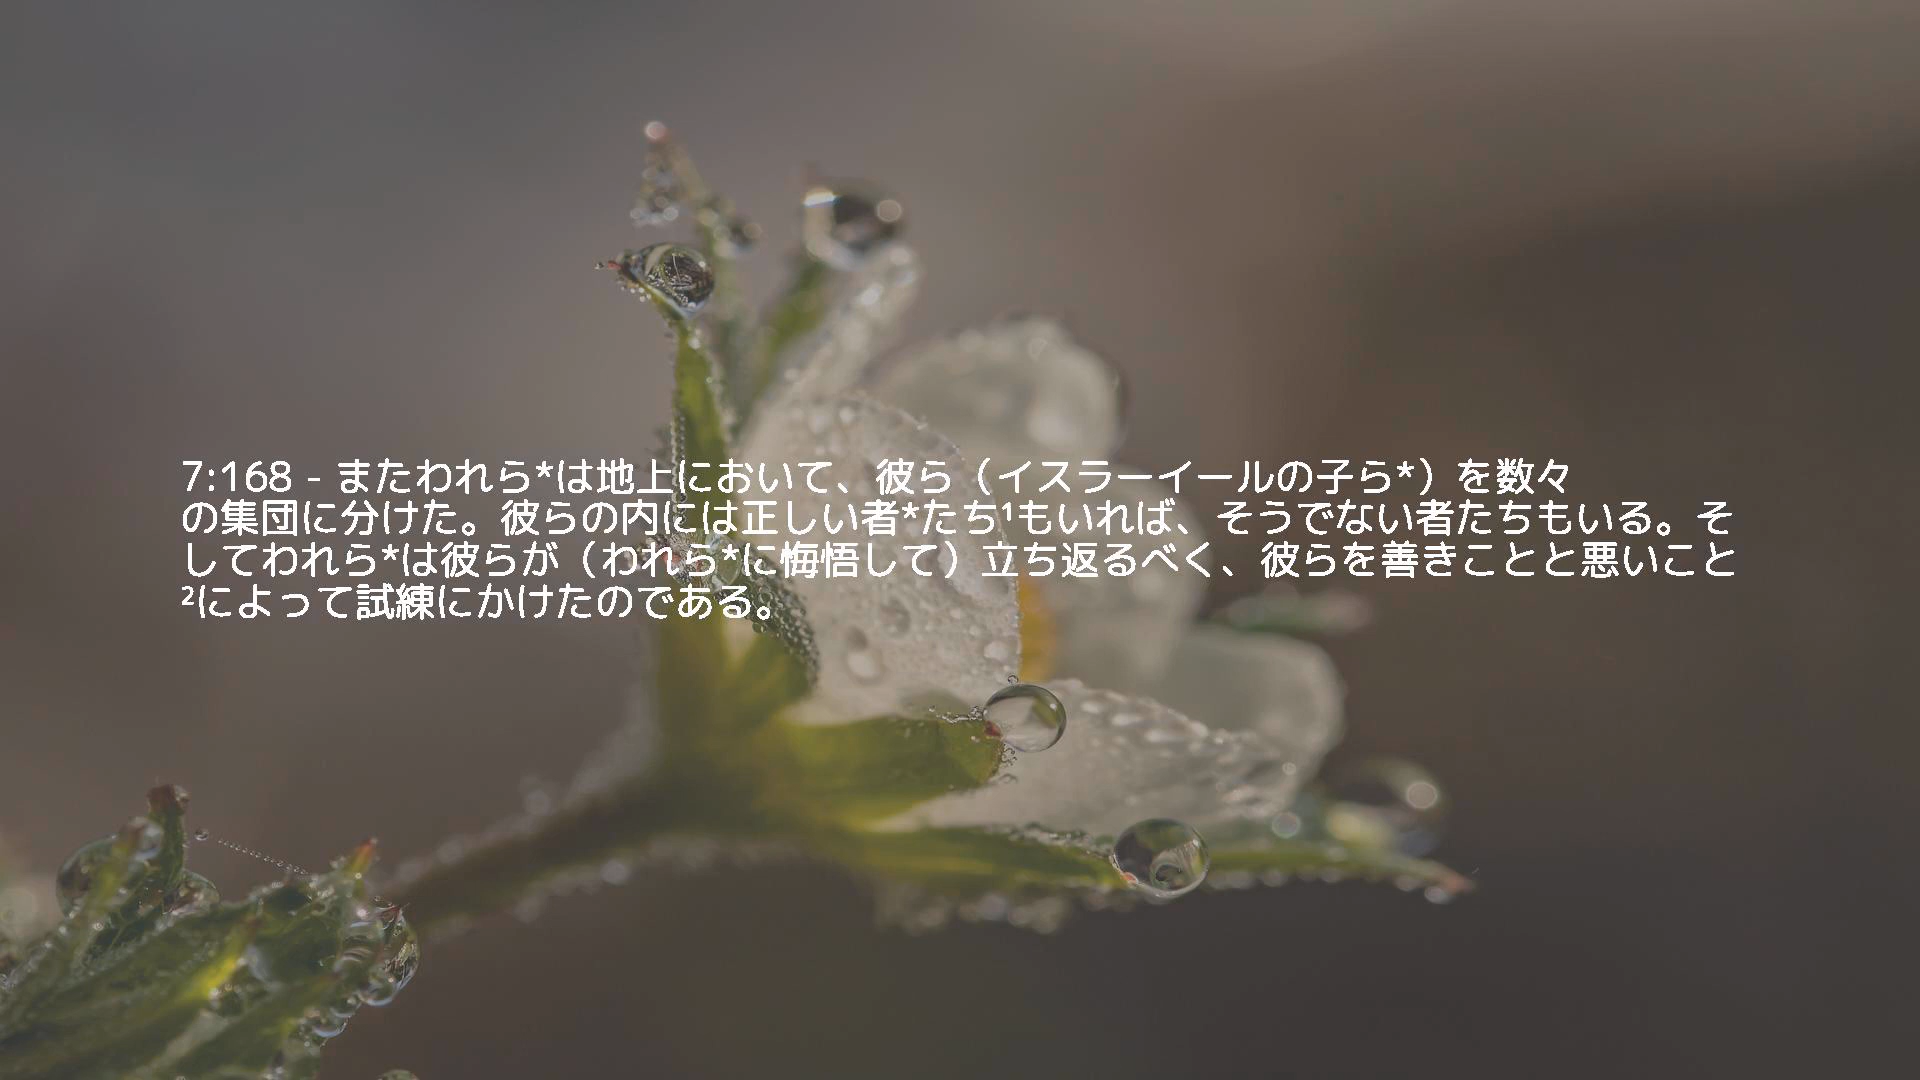 7:168 - またわれら*は地上において、彼ら（イスラーイールの子ら*）を数々
の集団に分けた。彼らの内には正しい者*たち¹もいれば、そうでない者たちもいる。そ
してわれら*は彼らが（われら*に悔悟して）立ち返るべく、彼らを善きことと悪いこと
²によって試練にかけたのである。